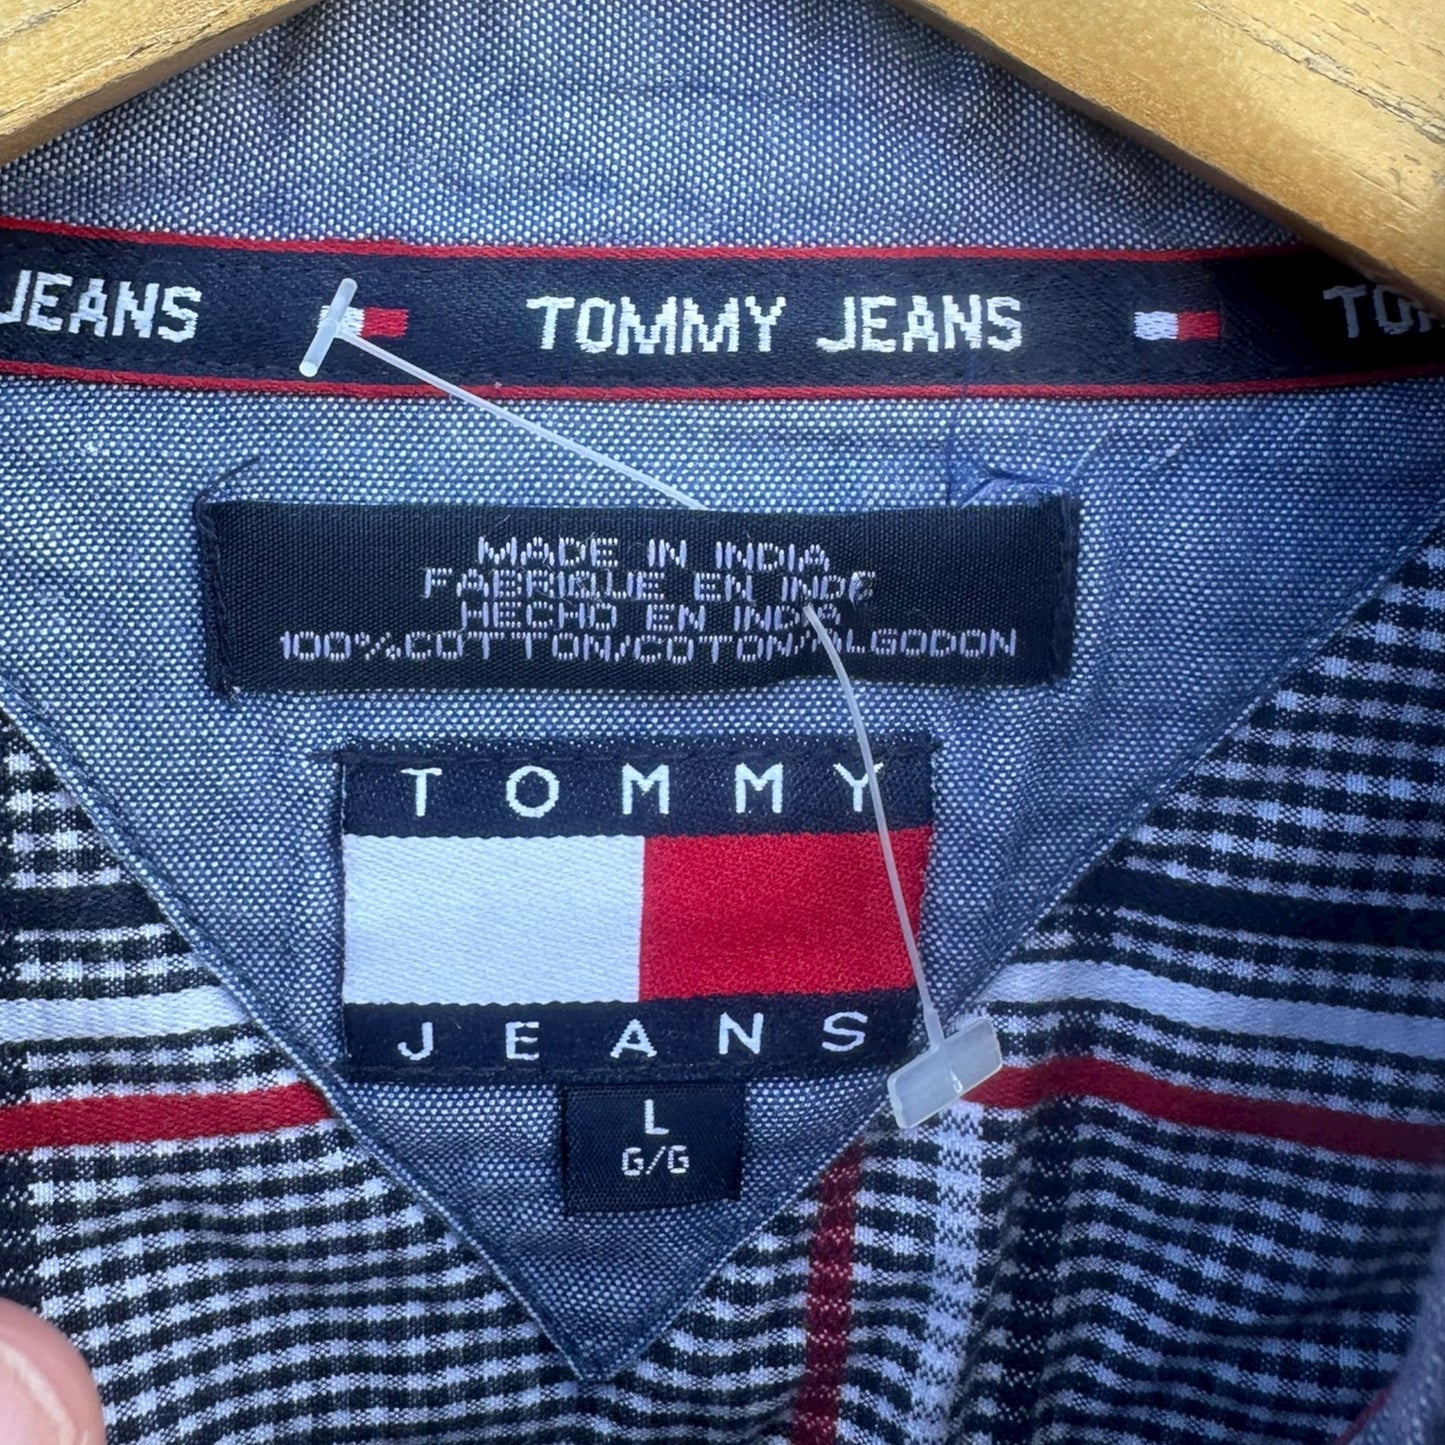 JEANS TOMMY JEANS TO
MADE IN INDIA
FABRIQUE EN INDE
HECHO EN INDIA
100%COTTON/COTON/ALGODON
TOMMY
JEANS
L
G/G